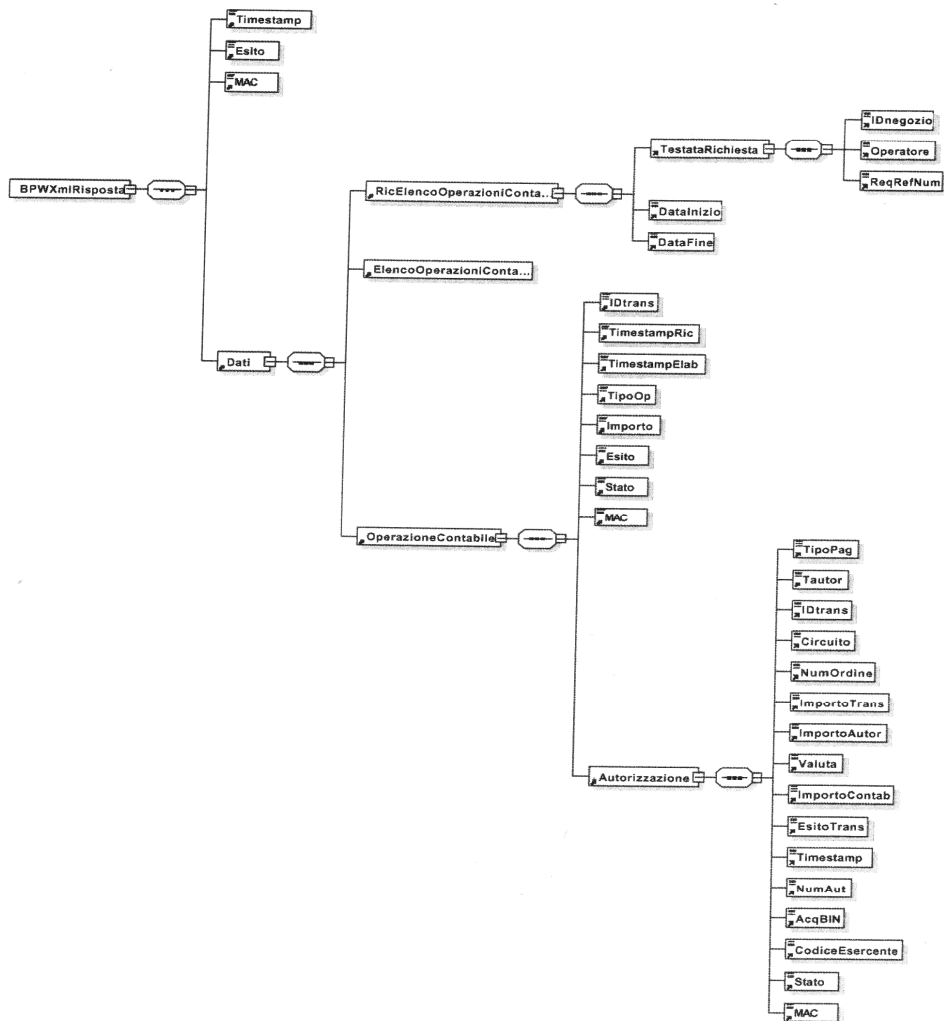 Timestamp
Esito
MAC
BPWXmlRisposta
Dati
RicElencoOperazioniConta...
TestataRichiesta
IDnegozio
Operatore
ReqRefNum
DataInizio
DataFine
ElencoOperazioniConta...
OperazioneContabile
IDtrans
TimestampRic
TimestampElab
TipoOp
Importo
Esito
Stato
MAC
Autorizzazione
TipoPag
Tautor
IDtrans
Circuito
NumOrdine
ImportoTrans
ImportoAutor
Valuta
ImportoContab
EsitoTrans
Timestamp
NumAut
AcqBIN
CodiceEsercente
Stato
MAC